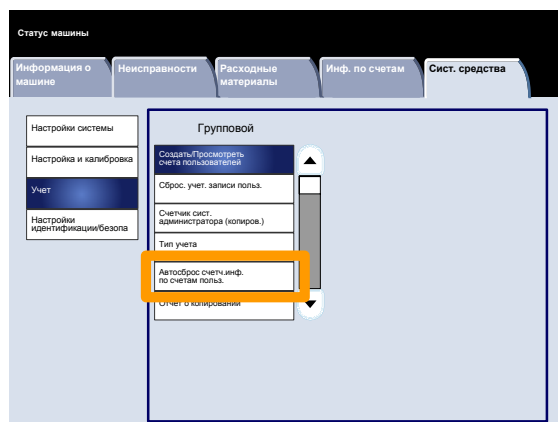 Статус машины
Информация о
машине
Неисправности
Расходные
материалы
Инф. по счетам
Сист. средства
Настройки системы
Настройка и калибровка
Учет
Настройки
идентификации/безопа
Групповой
Создать/Просмотреть
счета пользователей
Сброс. учет. записи польз.
Счетчик сист.
администратора (копиров.)
Тип учета
Автосброс счетч.инф.
по счетам польз.
Отчет о копировании